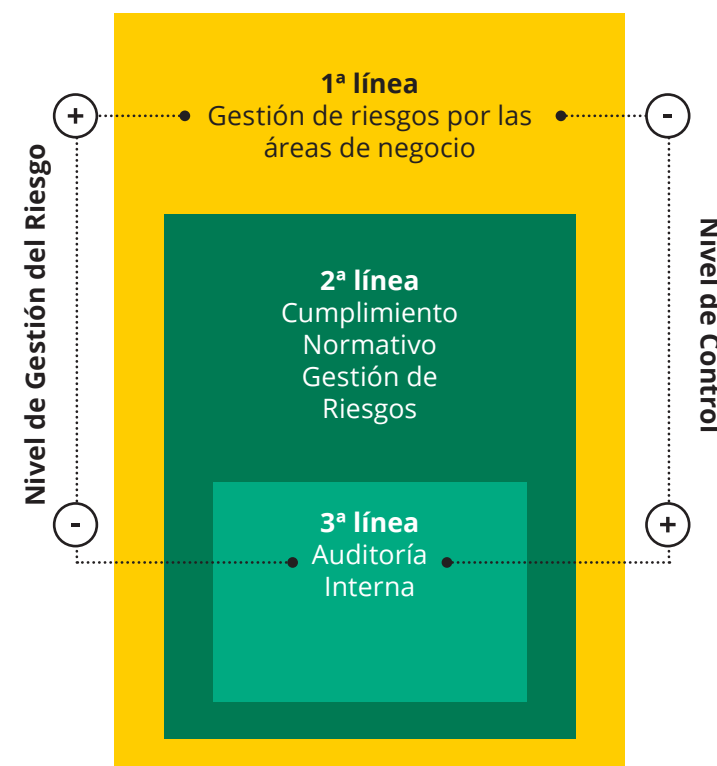 1ª línea
Gestión de riesgos por las
áreas de negocio
+
-
Nivel de Gestión del Riesgo
Nivel de Control
2ª línea
Cumplimiento
Normativo
Gestión de
Riesgos
3ª línea
Auditoría
Interna
-
+